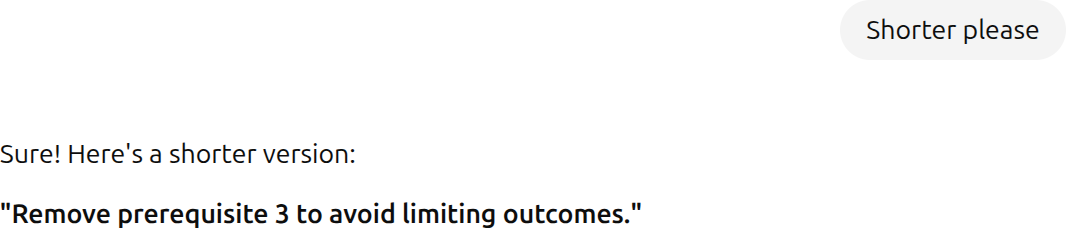 Shorter please
Sure! Here's a shorter version:
"Remove prerequisite 3 to avoid limiting outcomes."